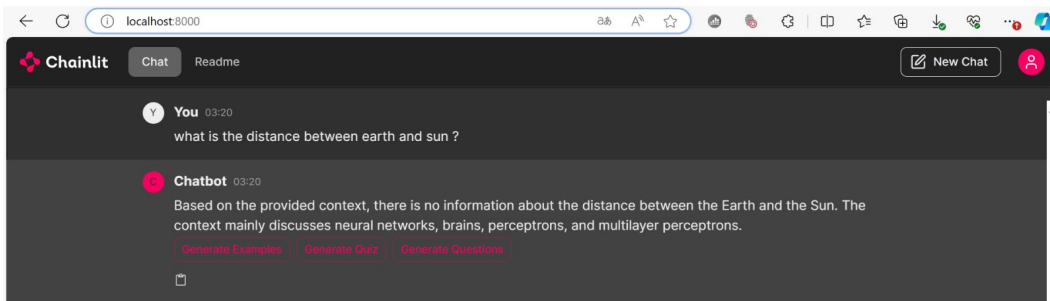 localhost:8000
Chainlit Chat Readme New Chat
Y You 03:20
what is the distance between earth and sun ?
C Chatbot 03:20
Based on the provided context, there is no information about the distance between the Earth and the Sun. The
context mainly discusses neural networks, brains, perceptrons, and multilayer perceptrons.
Generate Examples Generate Quiz Generate Questions